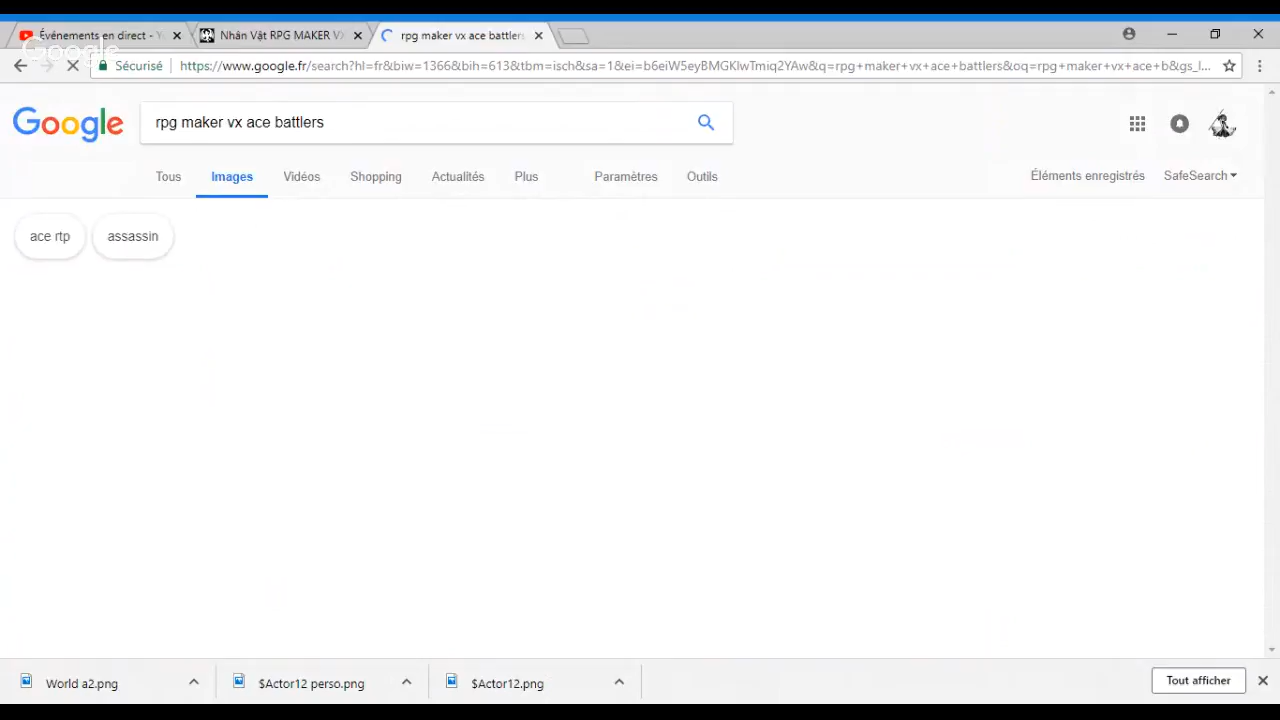 Événements en direct - Y
Nhân Vật RPG MAKER VX
rpg maker vx ace battlers
Google
Sécurisé
https://www.google.fr/search?hl=fr&biw=1366&bih=613&tbm=isch&sa=1&ei=b6eiW5eyBMGKlwTmiq2YAw&q=rpg+maker+vx+ace+battlers&oq=rpg+maker+vx+ace+b&gs_l...
Google
rpg maker vx ace battlers
Tous Images Vidéos Shopping Actualités Plus Paramètres Outils Éléments enregistrés SafeSearch
ace rtp assassin
World a2.png $Actor12 perso.png $Actor12.png Tout afficher